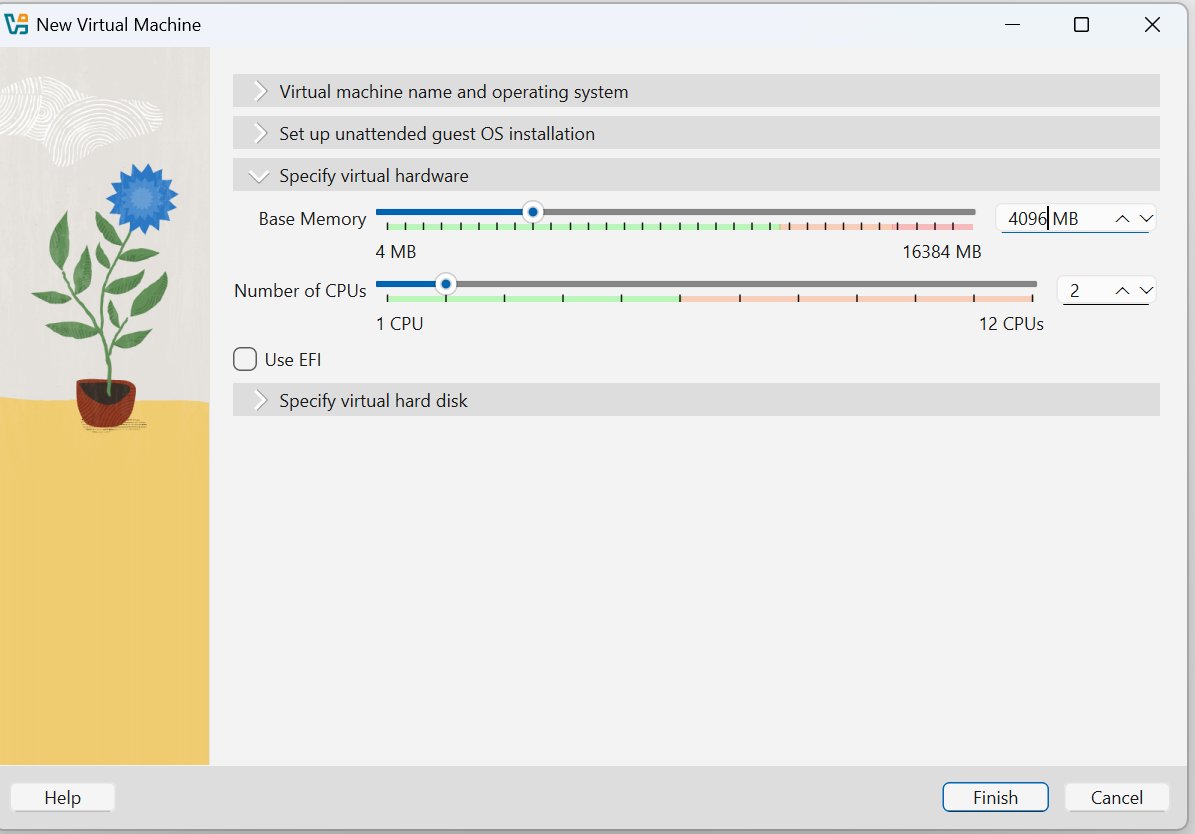 New Virtual Machine
Virtual machine name and operating system
Set up unattended guest OS installation
Specify virtual hardware
Base Memory 4096 MB
4 MB 16384 MB
Number of CPUs 2
1 CPU 12 CPUs
Use EFI
Specify virtual hard disk
Help Finish Cancel